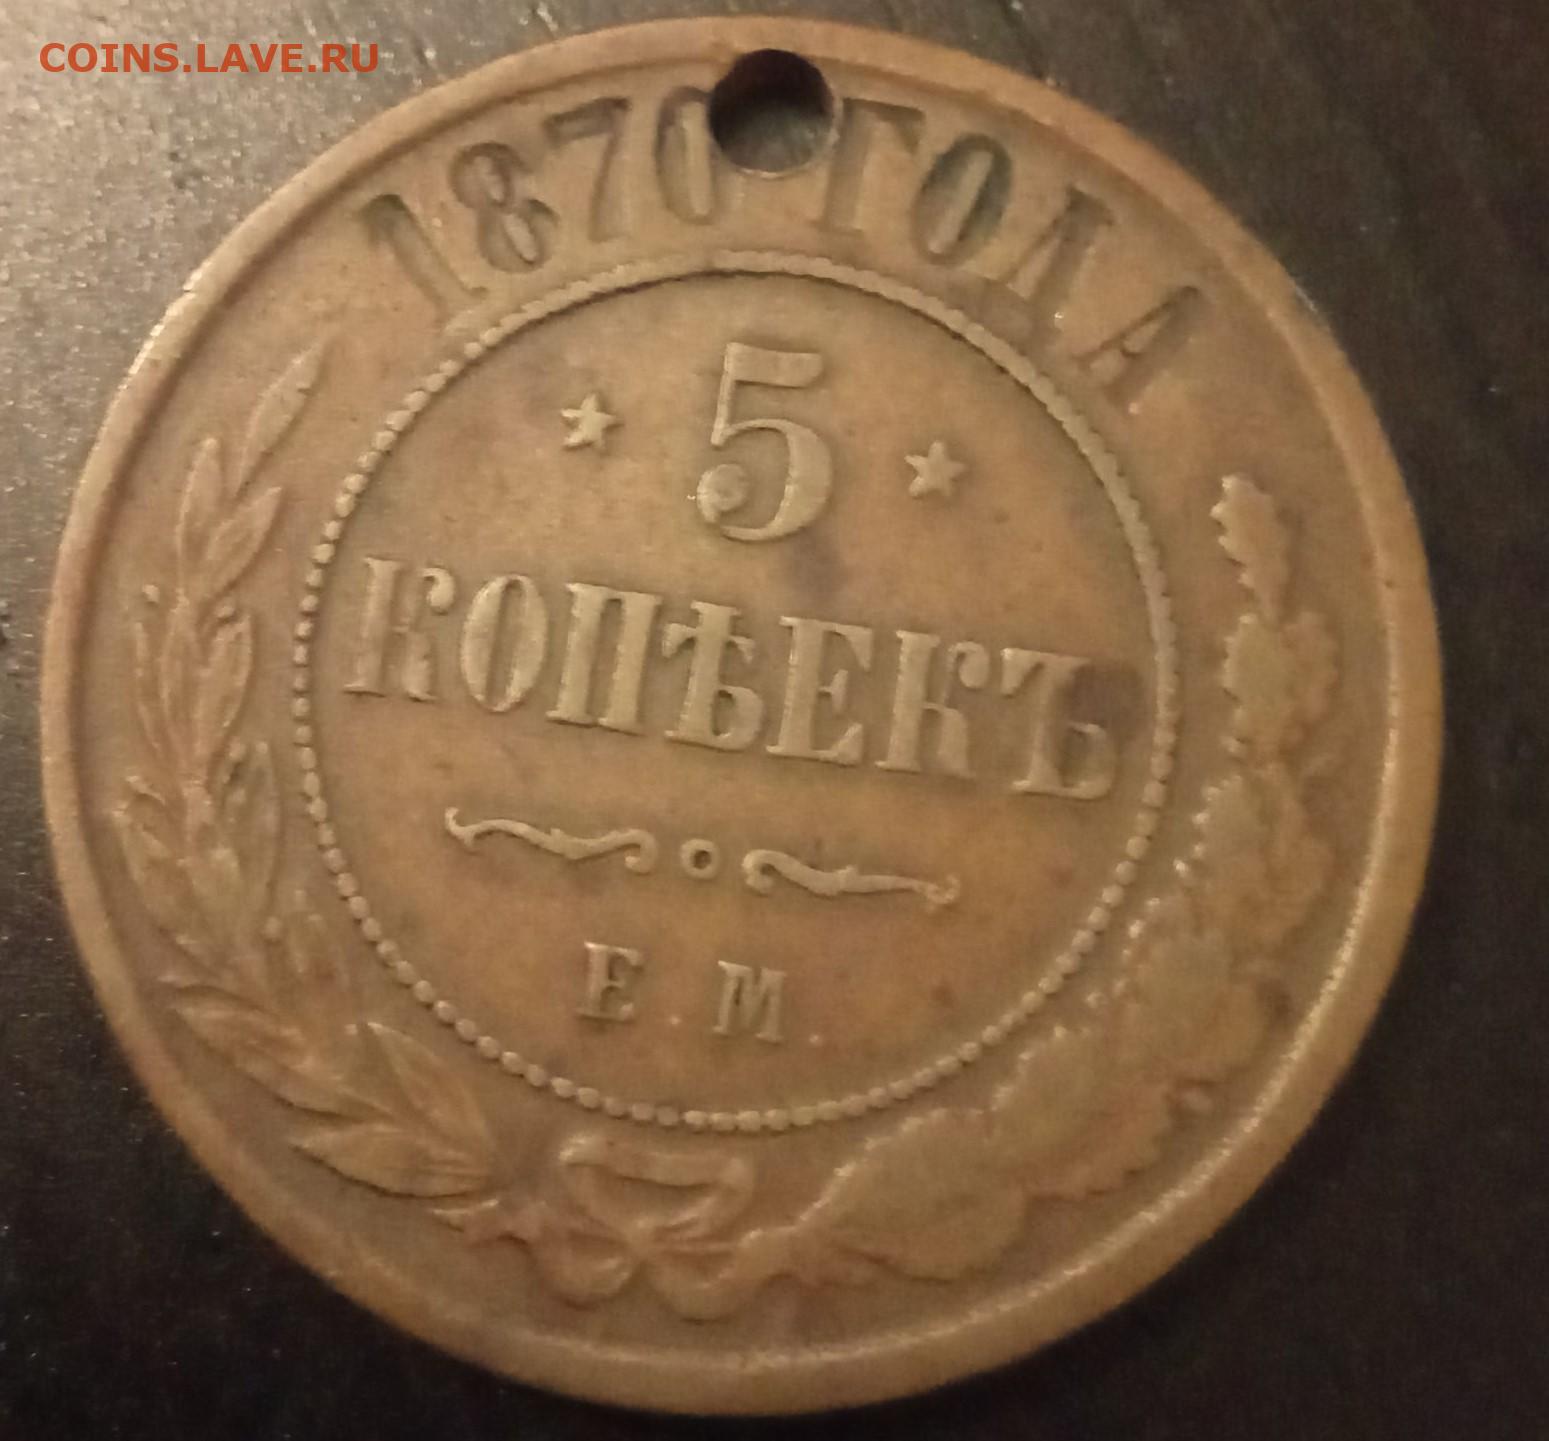 COINS.LAVE.RU
1870 ГОДА
5
КОПѢЕКЪ
Е. М.